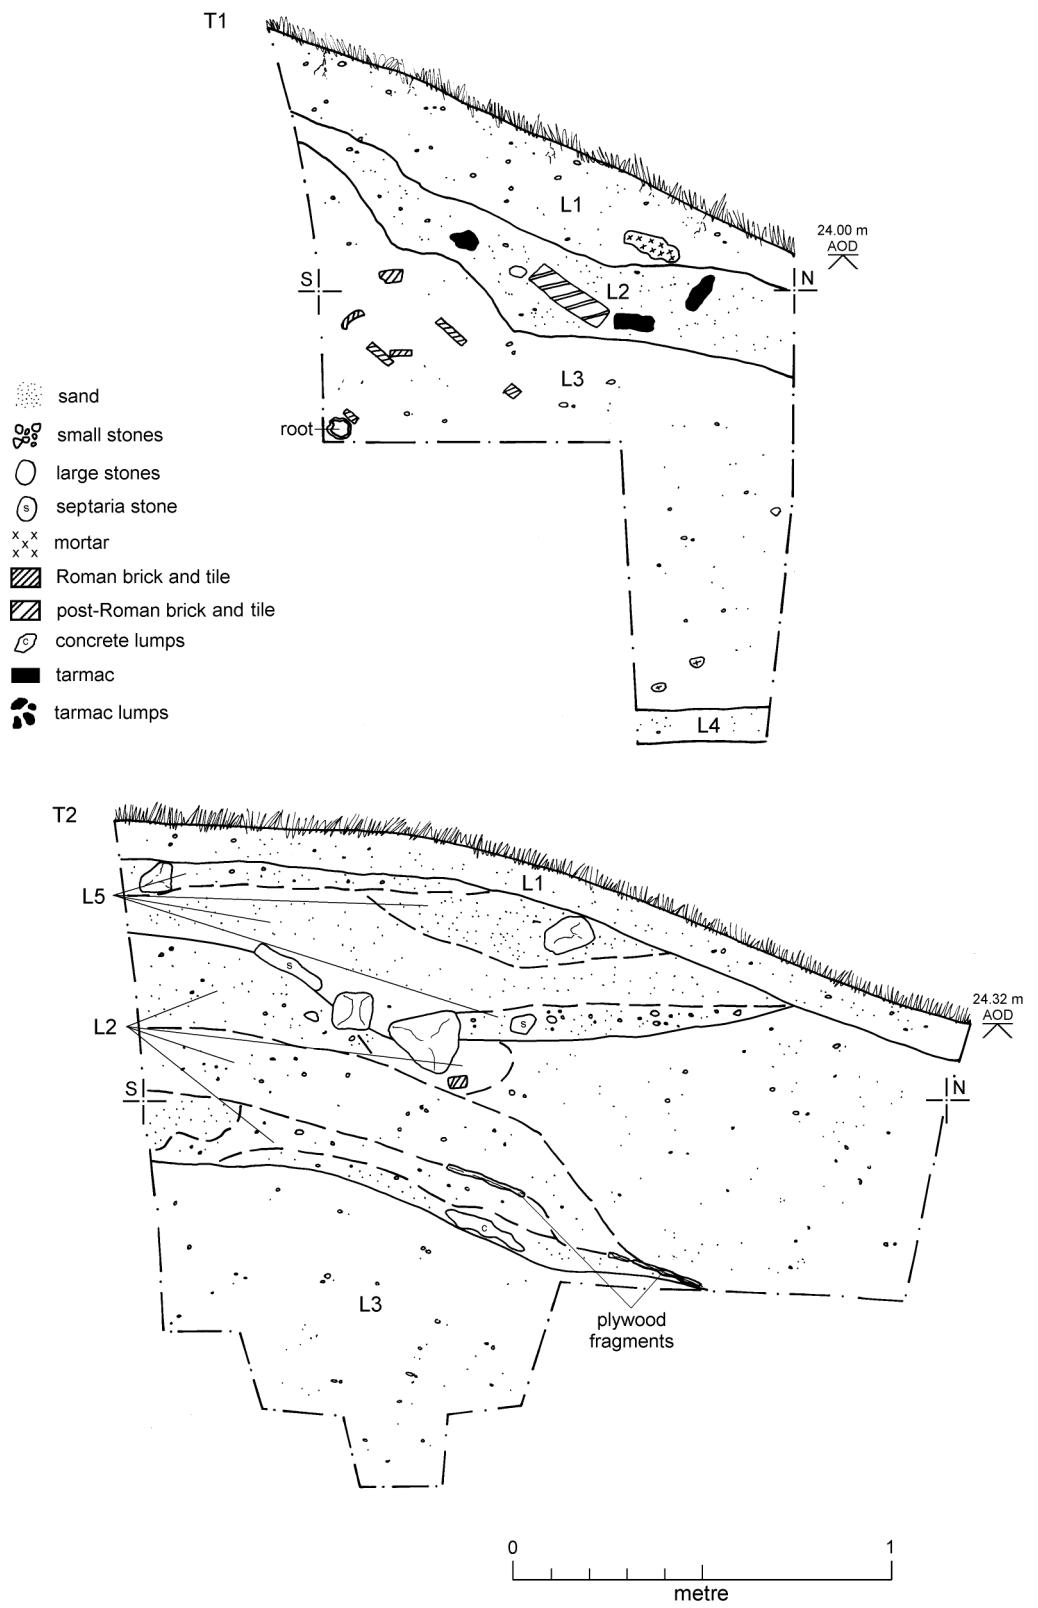 T1
L1
24.00 m
AOD
S
N
L2
L3
root
sand
small stones
large stones
s
septaria stone
x x
x
x x
mortar
Roman brick and tile
post-Roman brick and tile
c
concrete lumps
tarmac
tarmac lumps
L4
T2
L1
L5
s
24.32 m
AOD
L2
s
S
N
c
L3
plywood
fragments
0
1
metre